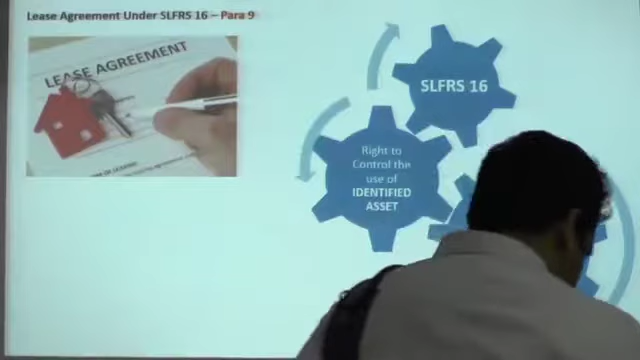 Lease Agreement Under SLFRS 16 – Para 9
LEASE AGREEMENT
SLFRS 16
Right to
Control the
use of
IDENTIFIED
ASSET